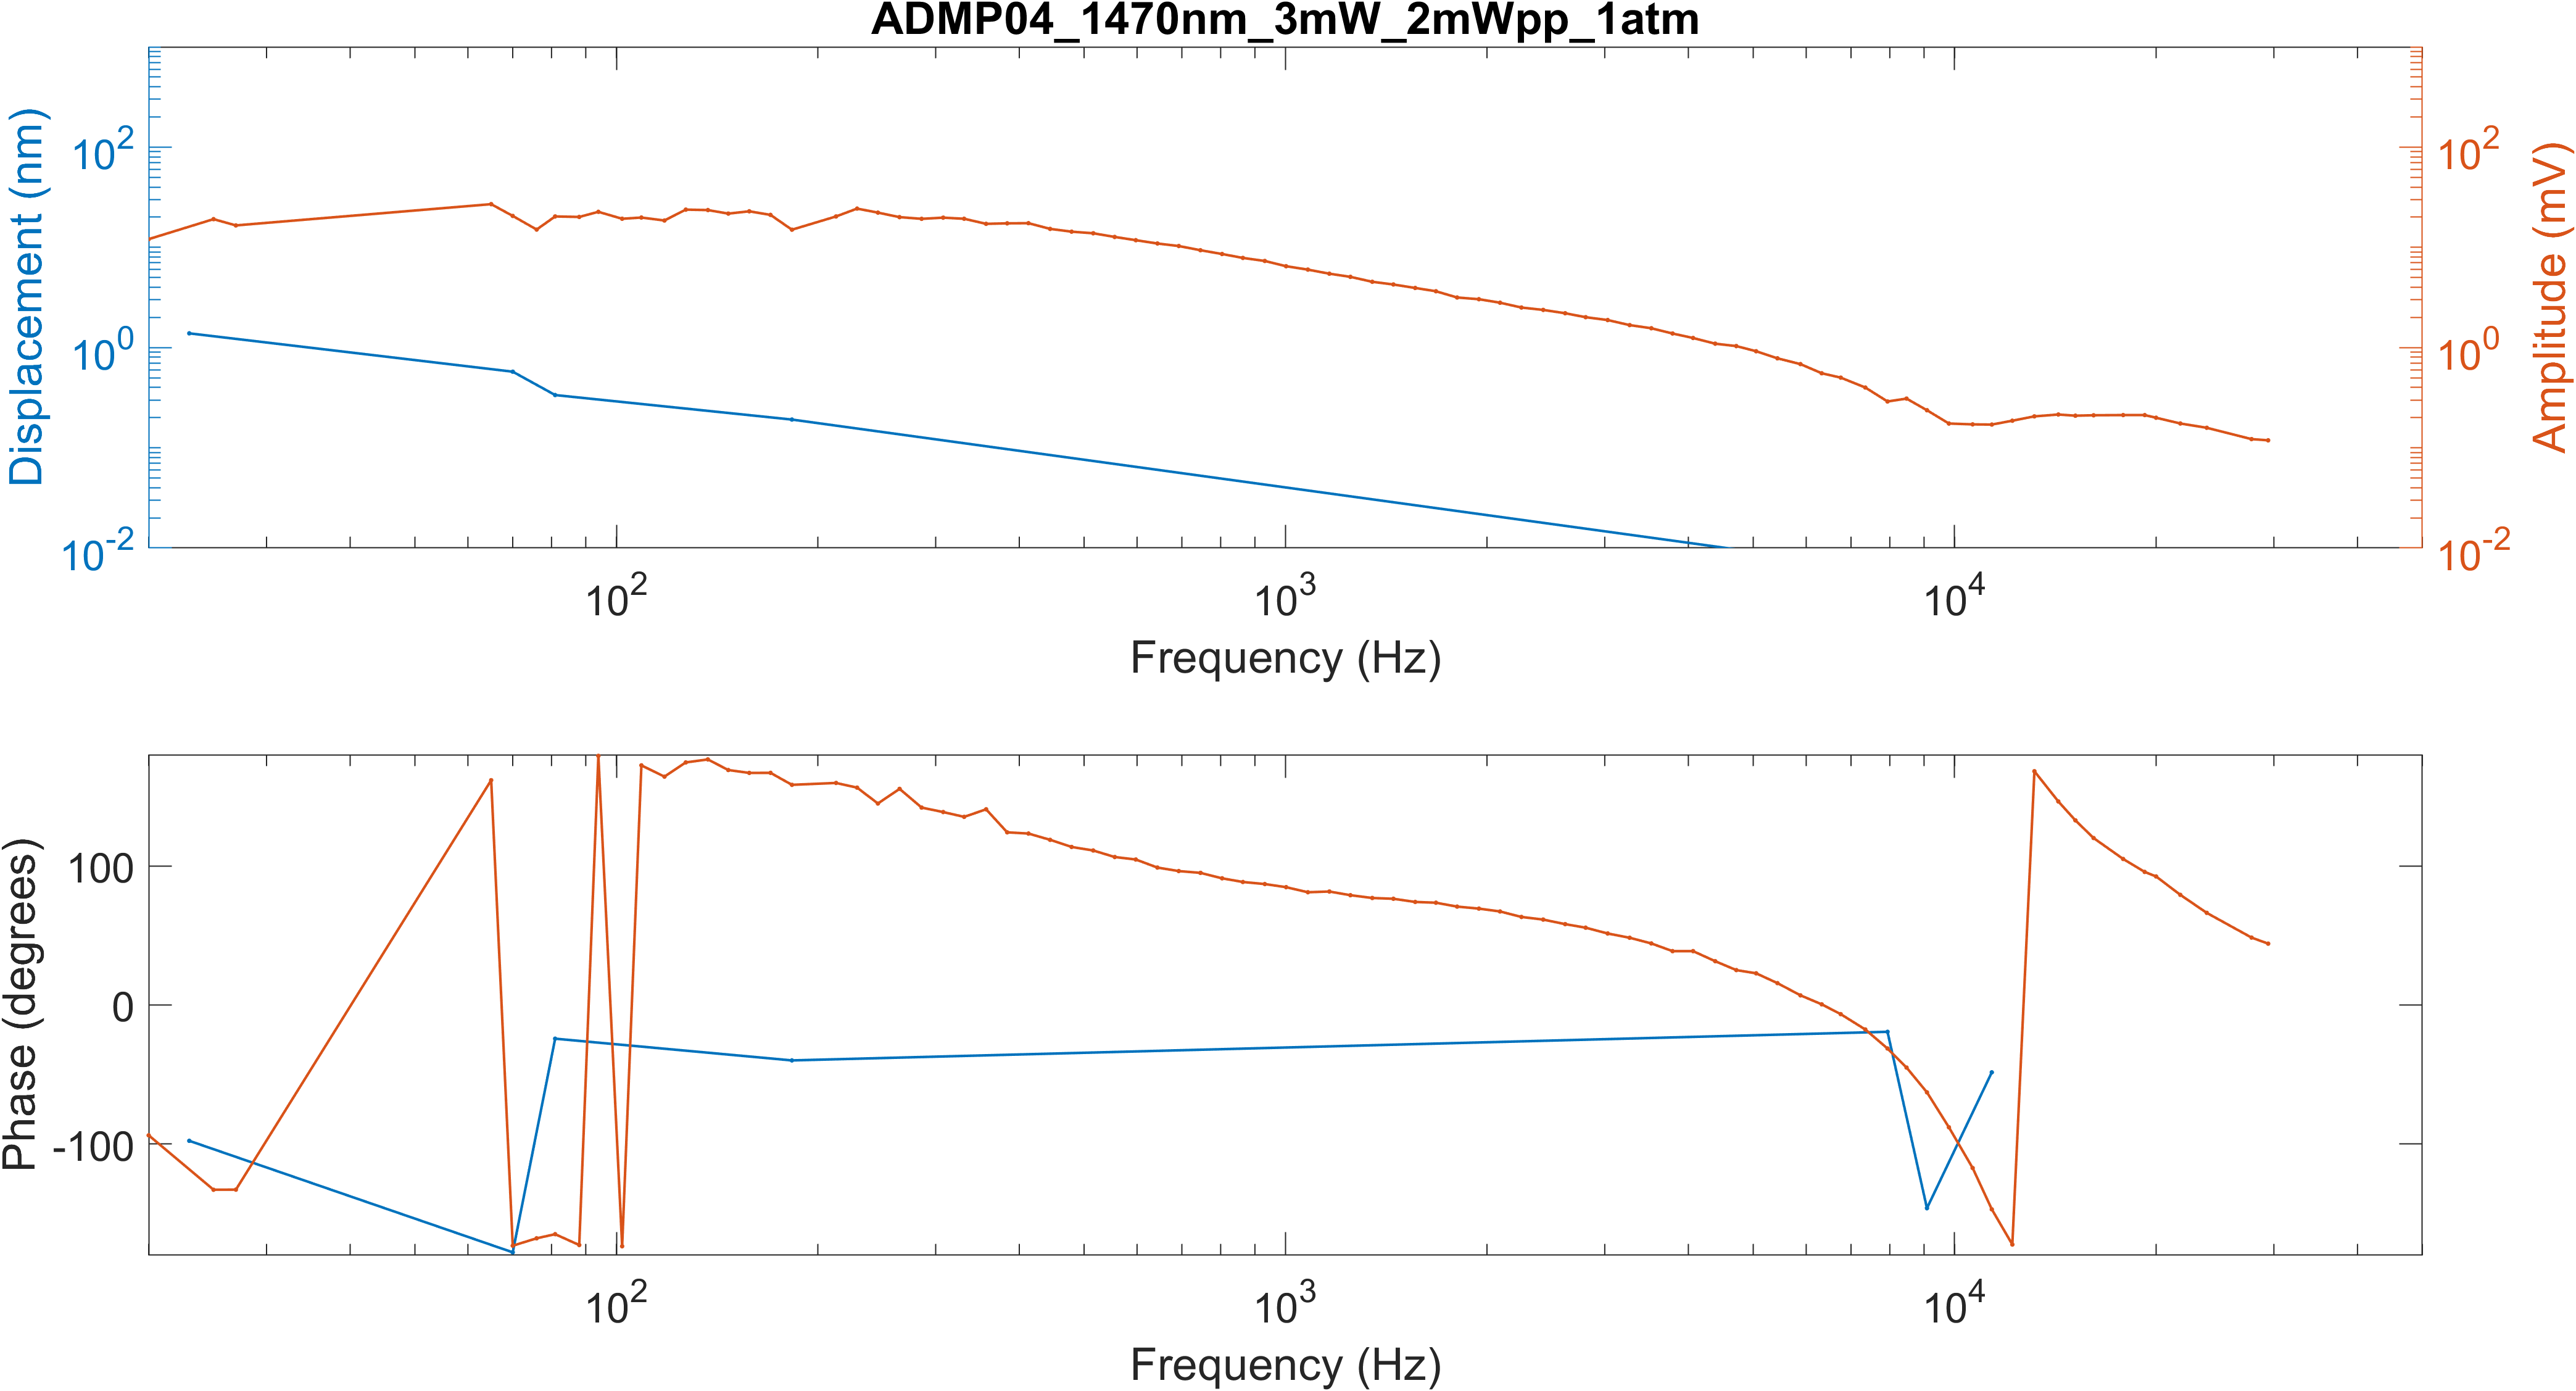 ADMP04_1470nm_3mW_2mWpp_1atm
Displacement (nm)
10^2
10^0
10^-2
10^2
10^0
10^-2
Amplitude (mV)
10^2 10^3 10^4
Frequency (Hz)
Phase (degrees)
100
0
-100
10^2 10^3 10^4
Frequency (Hz)